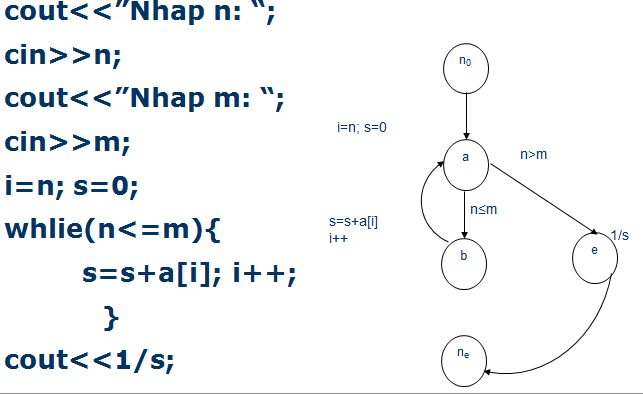 cout<<”Nhap n: “;
cin>>n;
cout<<”Nhap m: “;
cin>>m;
i=n; s=0;
whlie(n<=m){
s=s+a[i]; i++;
}
cout<<1/s;
n₀
i=n; s=0
a
n>m
n≤m
s=s+a[i]
i++
b
1/s
e
nₑ